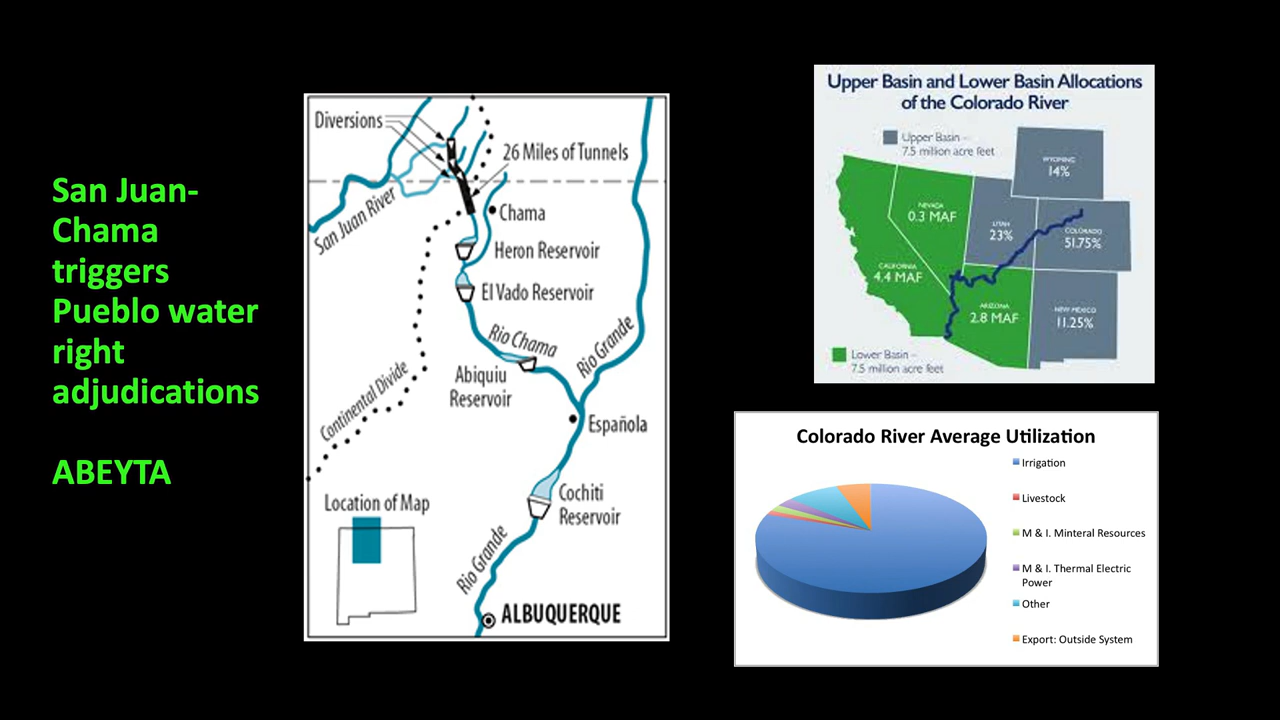 San Juan-
Chama
triggers
Pueblo water
right
adjudications
ABEYTA
Diversions
26 Miles of Tunnels
San Juan River
Chama
Heron Reservoir
El Vado Reservoir
Rio Chama
Rio Grande
Abiquiu
Reservoir
Continental Divide
Española
Cochiti
Reservoir
Location of Map
Rio Grande
ALBUQUERQUE
Upper Basin and Lower Basin Allocations
of the Colorado River
Upper Basin –
7.5 million acre feet
WYOMING
14%
NEVADA
0.3 MAF
UTAH
23%
COLORADO
51.75%
CALIFORNIA
4.4 MAF
ARIZONA
2.8 MAF
NEW MEXICO
11.25%
Lower Basin –
7.5 million acre feet
Colorado River Average Utilization
Irrigation
Livestock
M & I. Minteral Resources
M & I. Thermal Electric
Power
Other
Export: Outside System